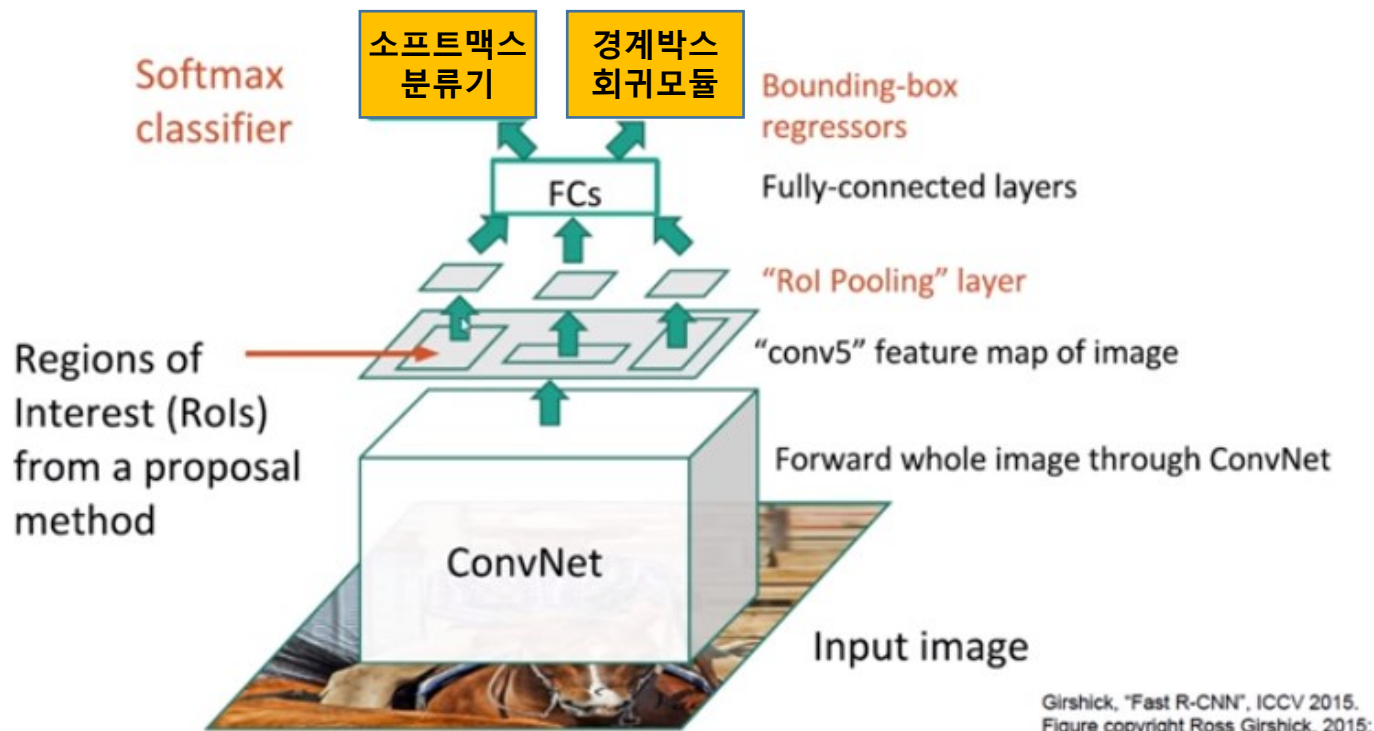 소프트맥스
분류기
경계박스
회귀모듈
Softmax
classifier
Bounding-box
regressors
FCs
Fully-connected layers
“RoI Pooling” layer
Regions of
Interest (RoIs)
from a proposal
method
“conv5” feature map of image
Forward whole image through ConvNet
ConvNet
Input image
Girshick, "Fast R-CNN", ICCV 2015.
Figure copyright Ross Girshick, 2015;